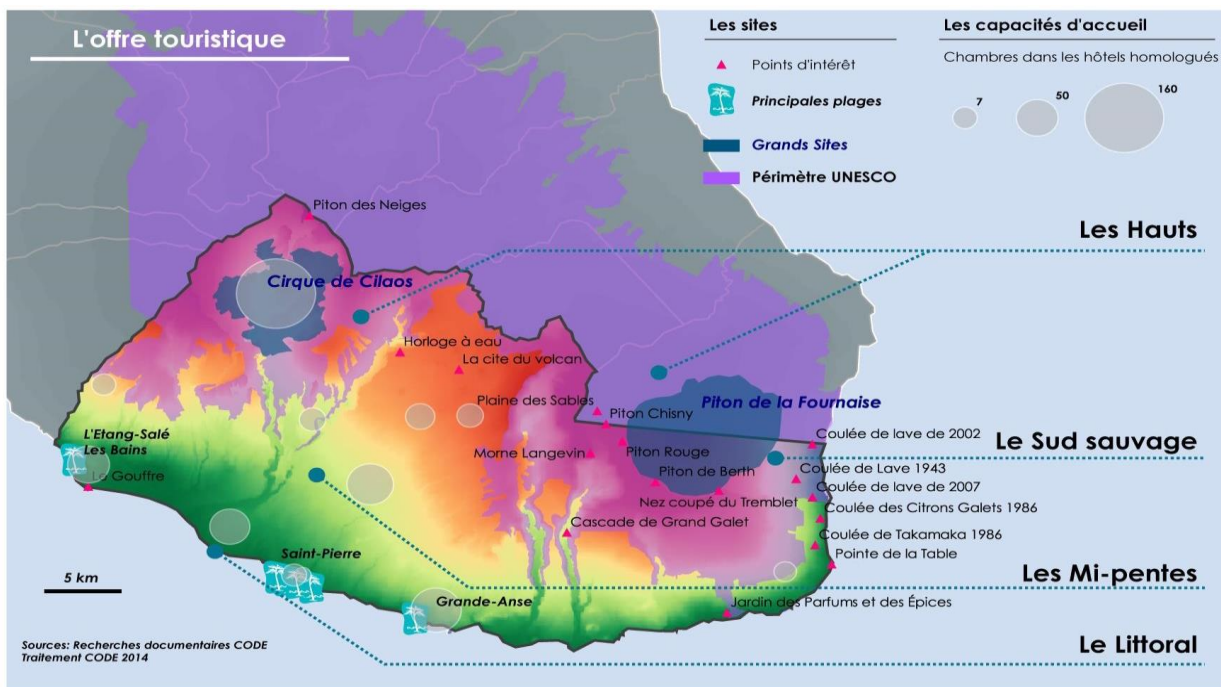 L'offre touristique
Les sites
Points d'intérêt
Principales plages
Grands Sites
Périmètre UNESCO
Les capacités d'accueil
Chambres dans les hôtels homologués
7
50
160
Piton des Neiges
Les Hauts
Cirque de Cilaos
Horloge à eau
La cite du volcan
Plaine des Sables
Piton Chisny
Piton de la Fournaise
L'Etang-Salé
Les Bains
Le Gouffre
Morne Langevin
Piton Rouge
Coulée de lave de 2002
Le Sud sauvage
Piton de Berth
Coulée de Lave 1943
Nez coupé du Tremblet
Coulée de lave de 2007
Coulée des Citrons Galets 1986
Cascade de Grand Galet
Coulée de Takamaka 1986
Saint-Pierre
Pointe de la Table
5 km
Les Mi-pentes
Grande-Anse
Jardin des Parfums et des Épices
Le Littoral
Sources: Recherches documentaires CODE
Traitement CODE 2014